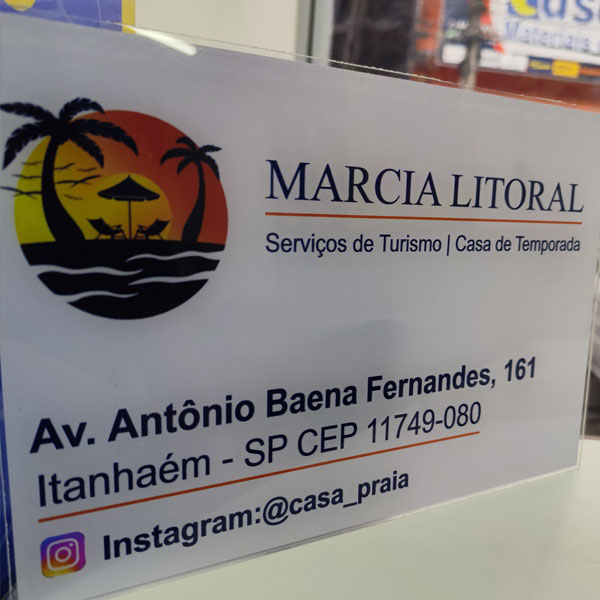 MARCIA LITORAL
Serviços de Turismo | Casa de Temporada
Av. Antônio Baena Fernandes, 161
Itanhaém - SP CEP 11749-080
Instagram:@casa_praia